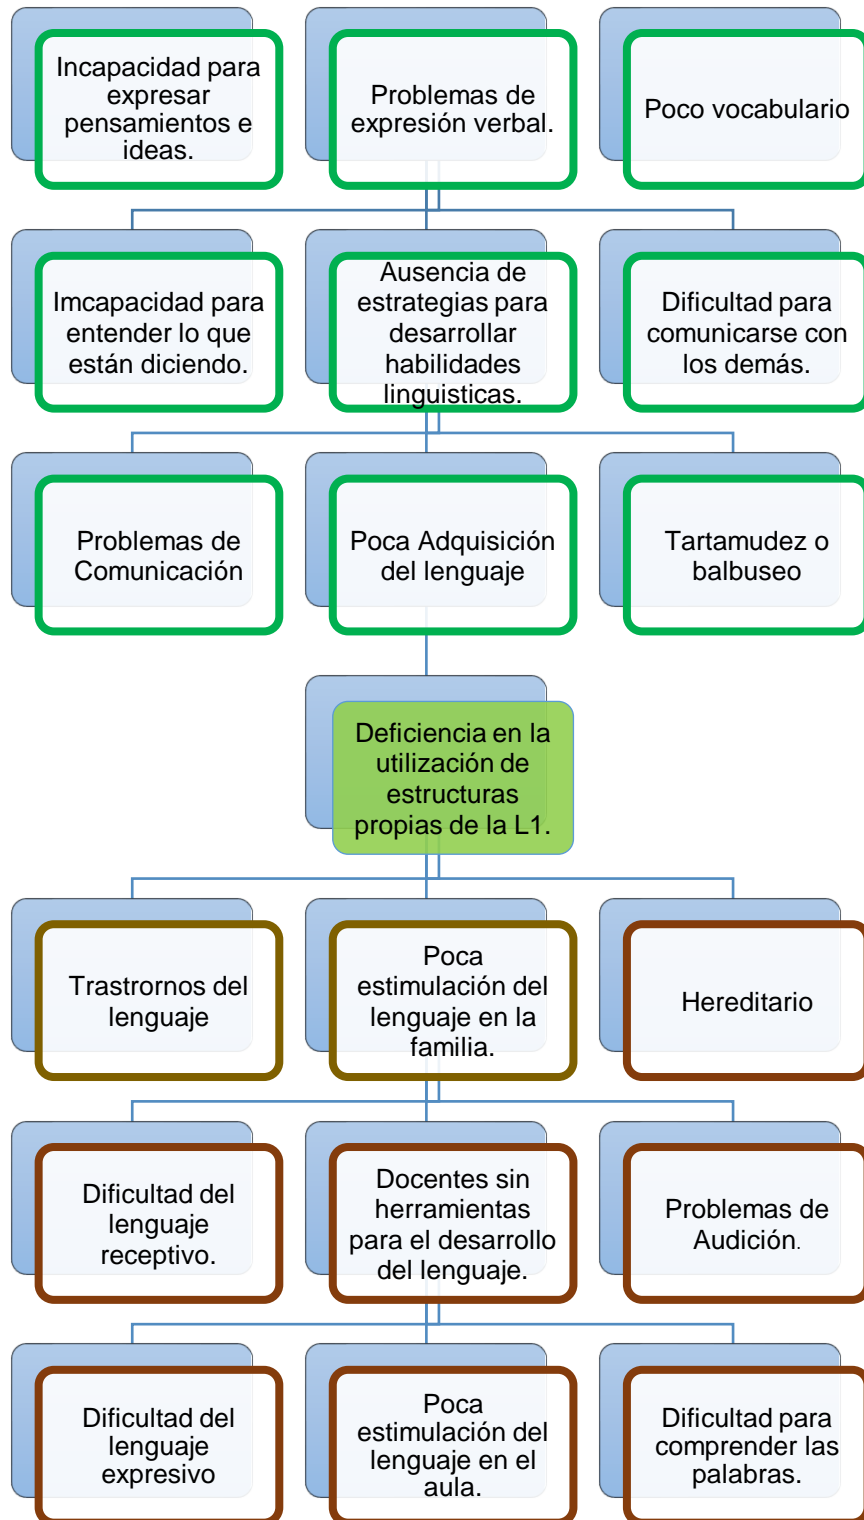 Incapacidad para
expresar
pensamientos e
ideas.
Problemas de
expresión verbal.
Poco vocabulario
Imcapacidad para
entender lo que
están diciendo.
Ausencia de
estrategias para
desarrollar
habilidades
linguisticas.
Dificultad para
comunicarse con
los demás.
Problemas de
Comunicación
Poca Adquisición
del lenguaje
Tartamudez o
balbuseo
Deficiencia en la
utilización de
estructuras
propias de la L1.
Trastrornos del
lenguaje
Poca
estimulación del
lenguaje en la
familia.
Hereditario
Dificultad del
lenguaje
receptivo.
Docentes sin
herramientas
para el desarrollo
del lenguaje.
Problemas de
Audición.
Dificultad del
lenguaje
expresivo
Poca
estimulación del
lenguaje en el
aula.
Dificultad para
comprender las
palabras.